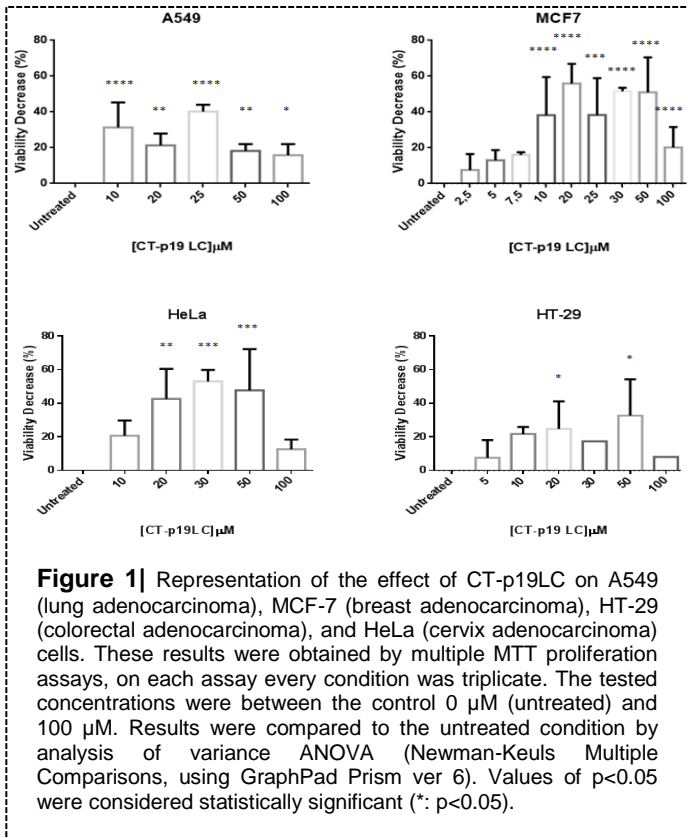 A549
MCF7
Viability Decrease (%)
80
60
40
20
0
**** ** **** ** *
Untreated 10 20 25 50 100
[CT-p19 LC]μM
Viability Decrease (%)
80
60
40
20
0
**** **** *** **** **** ****
Untreated 2,5 5 7,5 10 20 25 30 50 100
[CT-p19 LC]μM
HeLa
HT-29
Viability Decrease (%)
80
60
40
20
0
** *** ***
Untreated 10 20 30 50 100
[CT-p19LC]μM
Viability Decrease (%)
80
60
40
20
0
* *
Untreated 5 10 20 30 50 100
[CT-p19 LC]μM
Figure 1| Representation of the effect of CT-p19LC on A549
(lung adenocarcinoma), MCF-7 (breast adenocarcinoma), HT-29
(colorectal adenocarcinoma), and HeLa (cervix adenocarcinoma)
cells. These results were obtained by multiple MTT proliferation
assays, on each assay every condition was triplicate. The tested
concentrations were between the control 0 μM (untreated) and
100 μM. Results were compared to the untreated condition by
analysis of variance ANOVA (Newman-Keuls Multiple
Comparisons, using GraphPad Prism ver 6). Values of p<0.05
were considered statistically significant (*: p<0.05).